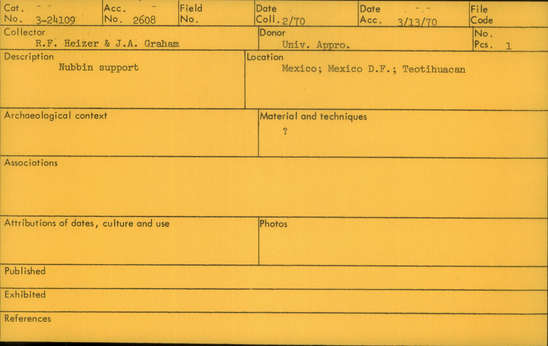 Cat. No. 3-24109 Acc. No. 2608 Field No. Date Coll. 2/70 Date Acc. 3/13/70 File Code
Collector Donor No.
R.F. Heizer & J.A. Graham Univ. Appro. Pcs. 1
Description Location
Nubbin support Mexico; Mexico D.F.; Teotihuacan
Archaeological context Material and techniques
?
Associations
Attributions of dates, culture and use Photos
Published
Exhibited
References